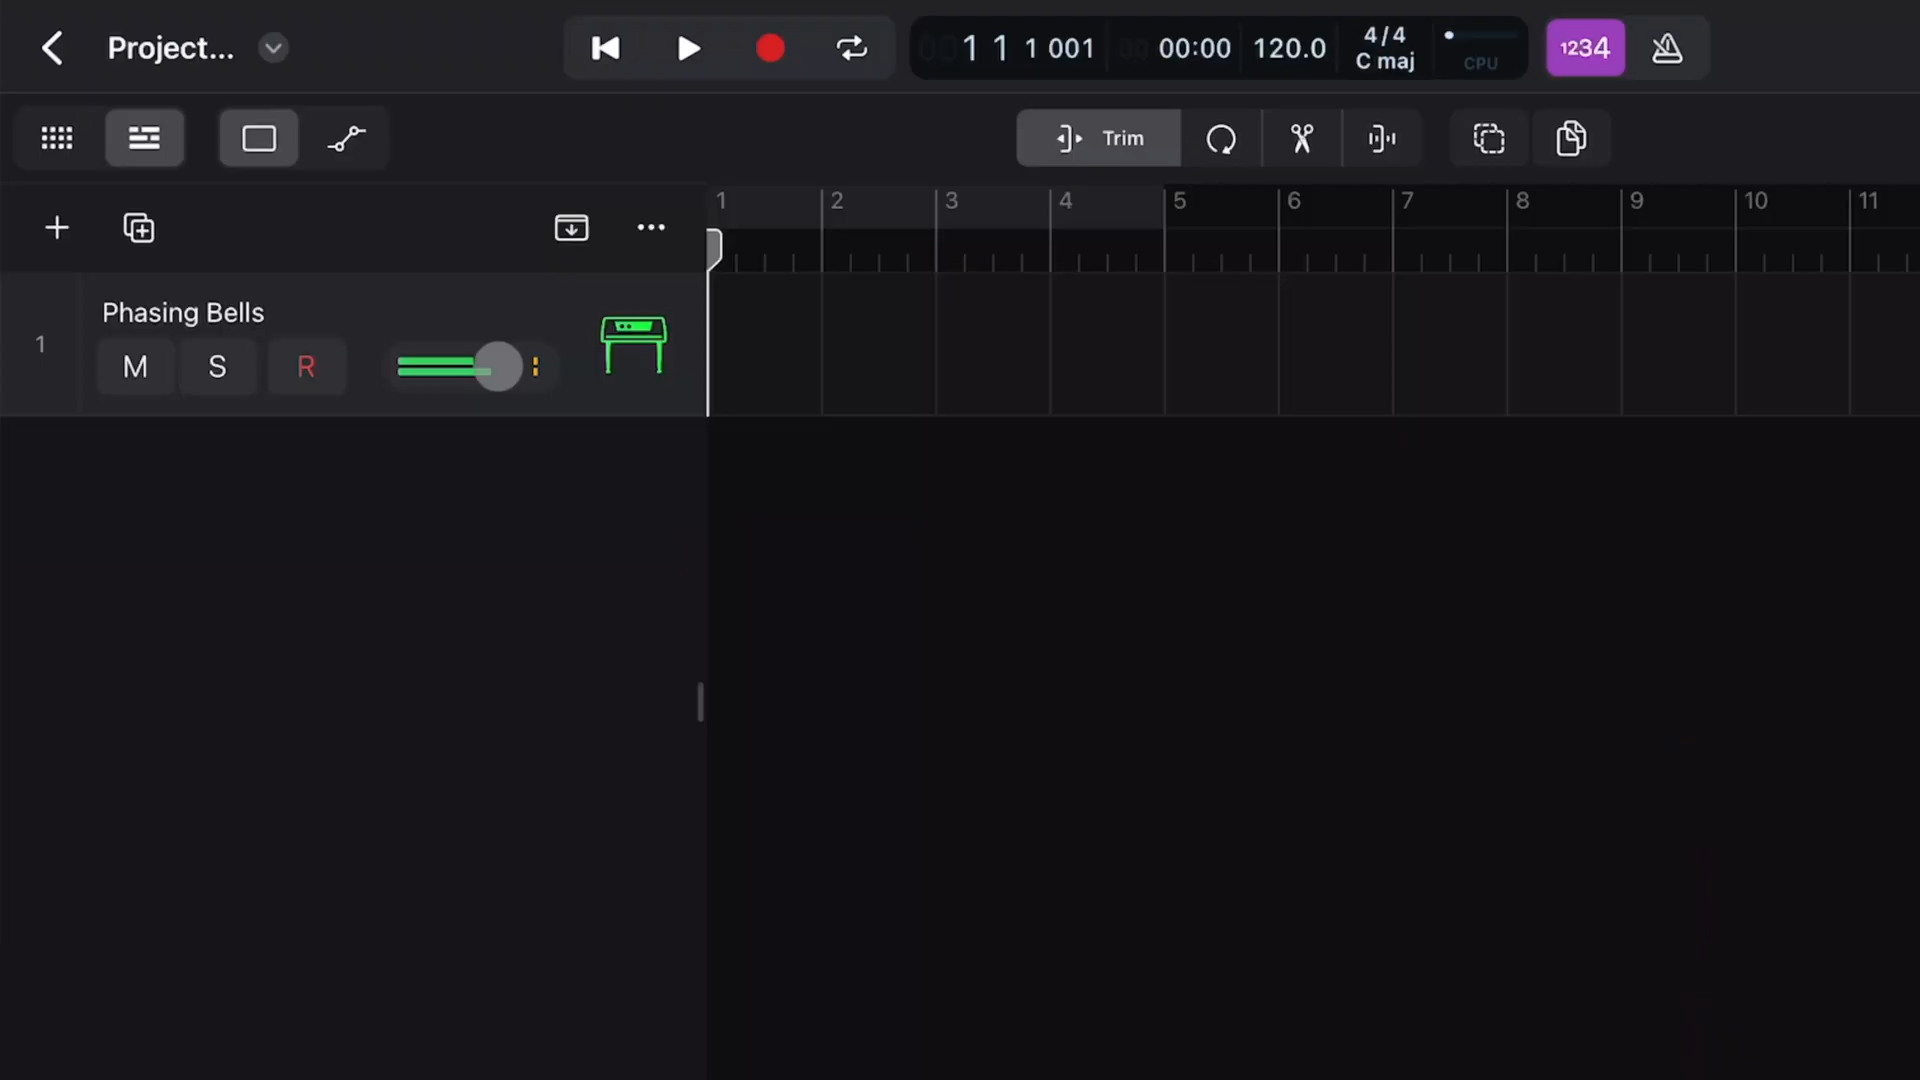 Project...
1 1 1 001
00:00
120.0
4/4
C maj
CPU
1234
Trim
1 2 3 4 5 6 7 8 9 10 11
1
Phasing Bells
M S R